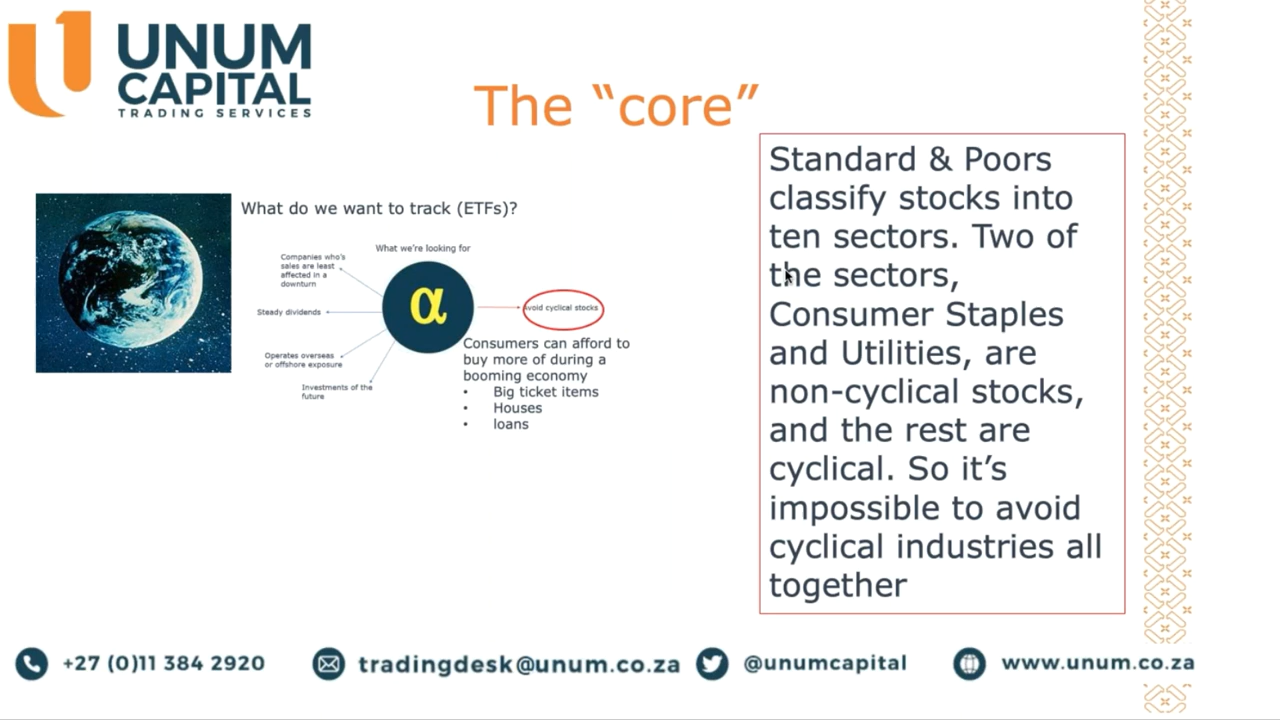 UNUM
CAPITAL
TRADING SERVICES
The “core”
What do we want to track (ETFs)?
What we're looking for
Companies who's
sales are least
affected in a
downturn
Steady dividends
Operates overseas
or offshore exposure
Investments of the
future
α
Avoid cyclical stocks
Consumers can afford to
buy more of during a
booming economy
• Big ticket items
• Houses
• loans
Standard & Poors
classify stocks into
ten sectors. Two of
the sectors,
Consumer Staples
and Utilities, are
non-cyclical stocks,
and the rest are
cyclical. So it’s
impossible to avoid
cyclical industries all
together
+27 (0)11 384 2920
tradingdesk@unum.co.za
@unumcapital
www.unum.co.za